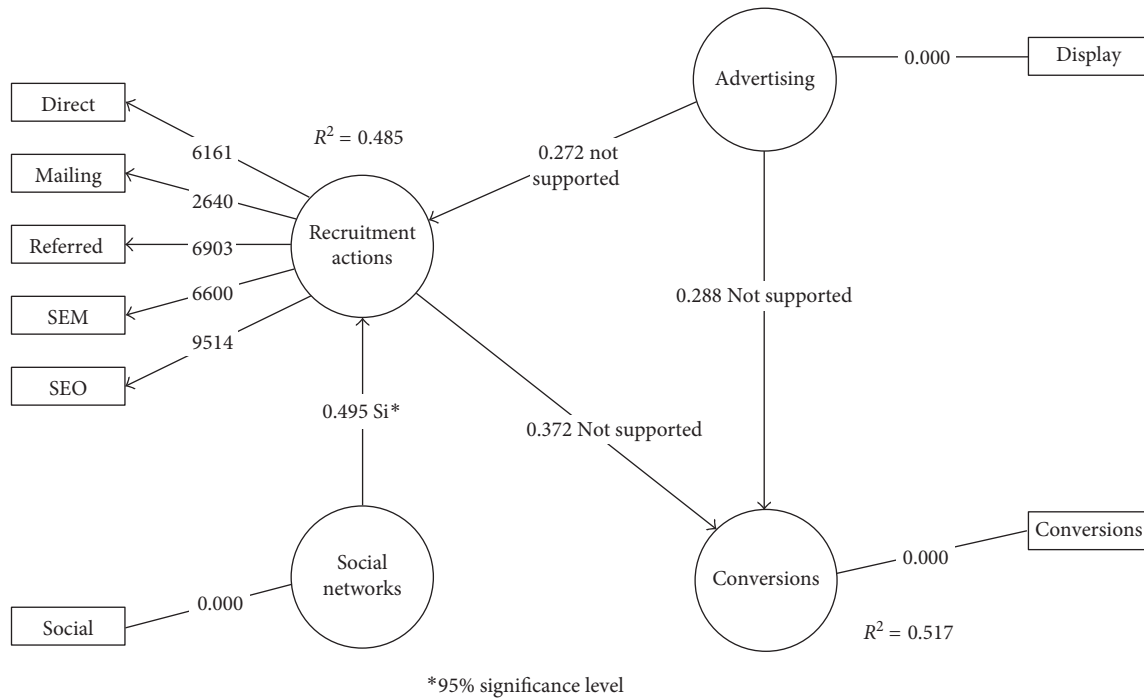 Direct
Mailing
Referred
SEM
SEO
Social
6161
2640
6903
6600
9514
R² = 0.485
Recruitment
actions
0.495 Si*
Social
networks
0.000
Advertising
0.000
Display
0.272 not
supported
0.288 Not supported
0.372 Not supported
Conversions
0.000
Conversions
R² = 0.517
*95% significance level